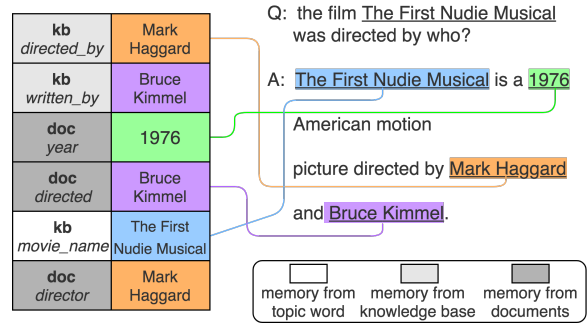 kb
directed_by
Mark
Haggard
kb
written_by
Bruce
Kimmel
doc
year
1976
doc
directed
Bruce
Kimmel
kb
movie_name
The First
Nudie Musical
doc
director
Mark
Haggard
Q: the film The First Nudie Musical
was directed by who?
A: The First Nudie Musical is a 1976
American motion
picture directed by Mark Haggard
and Bruce Kimmel.
memory from
topic word
memory from
knowledge base
memory from
documents